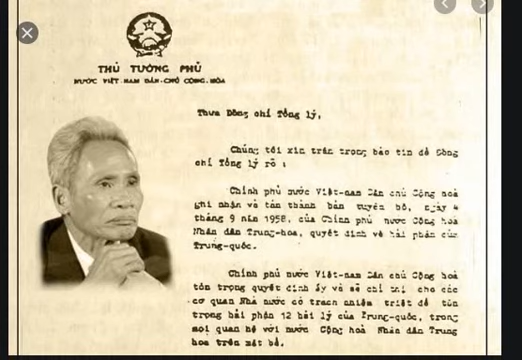 THỦ TƯỚNG PHỦ
NƯỚC VIỆT-NAM DÂN-CHỦ CỘNG-HÒA
Thưa Đồng chí Tổng lý,
Chúng tôi xin trân trọng báo tin để Đồng
chí Tổng lý rõ :
Chính phủ nước Việt-nam Dân chủ Cộng hoà
ghi nhận và tán thành bản tuyên bố, ngày 4
tháng 9 năm 1958, của Chính phủ nước Cộng hoà
Nhân dân Trung-hoa, quyết định về hải phận của
Trung-quốc.
Chính phủ nước Việt-nam Dân chủ Cộng hoà
tôn trọng quyết định ấy và sẽ chỉ thị cho các
cơ quan Nhà nước có trách nhiệm triệt để tôn
trọng hải phận 12 hải lý của Trung-quốc, trong
mọi quan hệ với nước Cộng hoà Nhân dân Trung
hoa trên mặt bể.